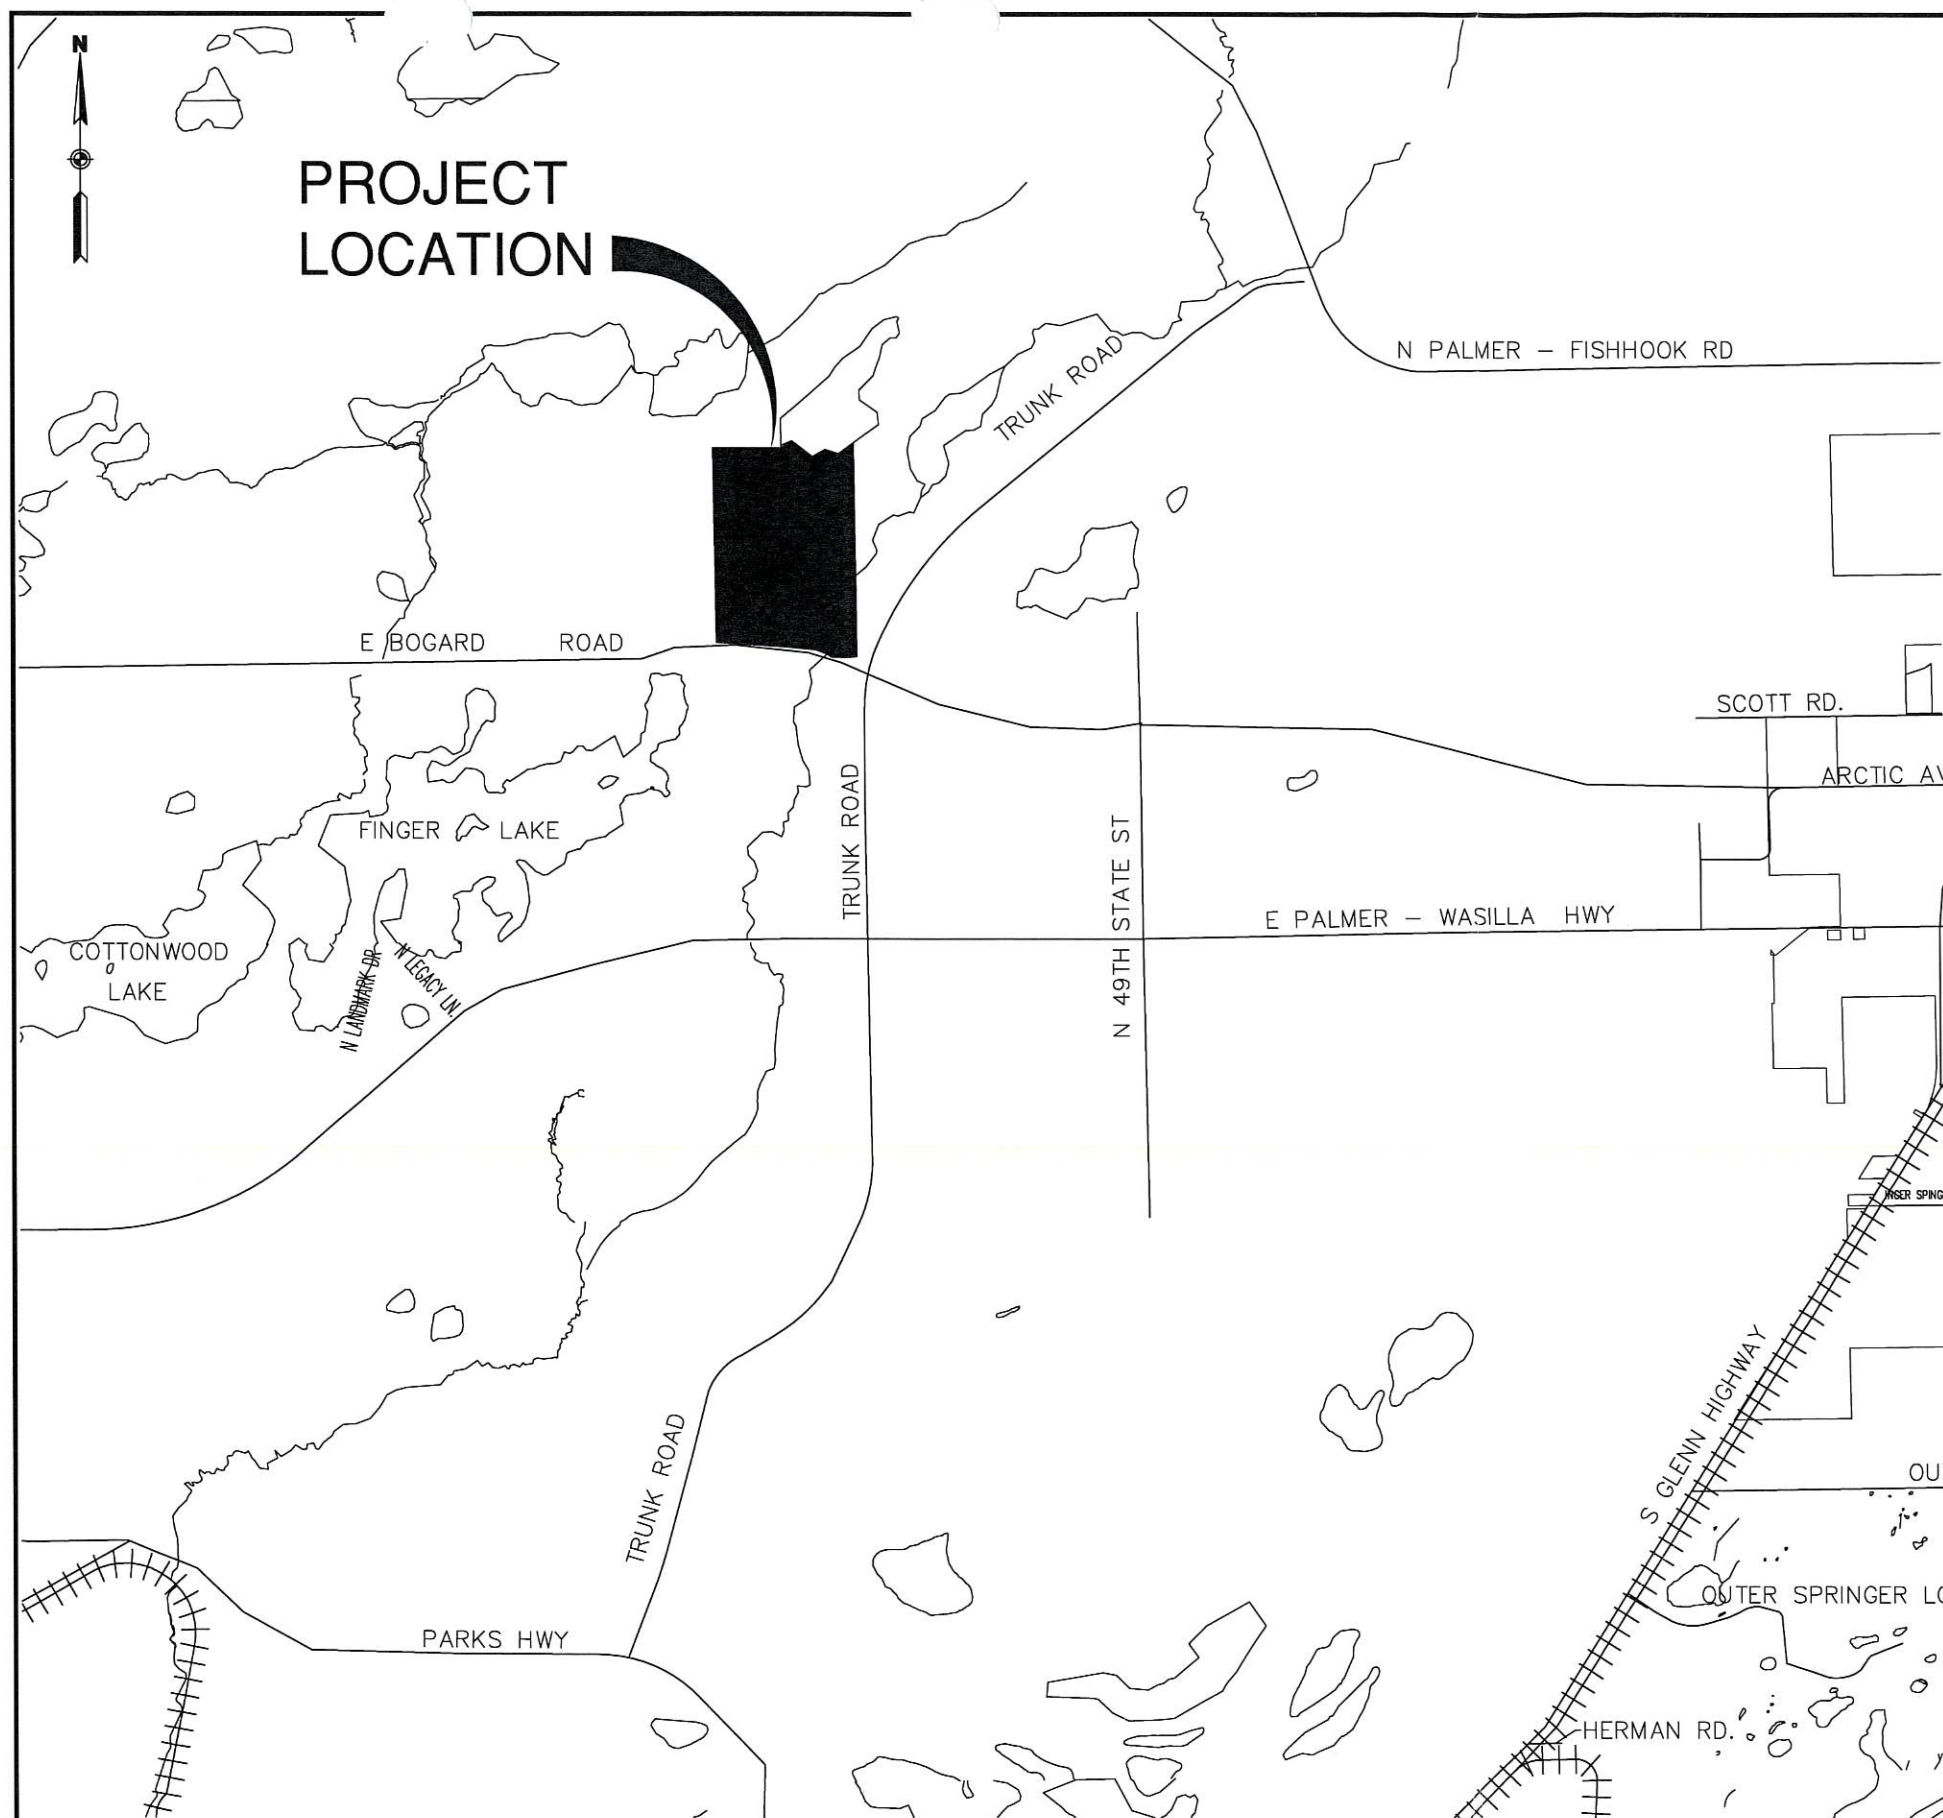 N
PROJECT
LOCATION
N PALMER – FISHHOOK RD
TRUNK ROAD
E BOGARD ROAD
SCOTT RD.
ARCTIC AV
TRUNK ROAD
FINGER LAKE
N 49TH STATE ST
E PALMER – WASILLA HWY
COTTONWOOD
LAKE
N LANDMARK DR
N LEGACY LN.
S GLENN HIGHWAY
TRUNK ROAD
OU
OUTER SPRINGER LO
PARKS HWY
HERMAN RD.